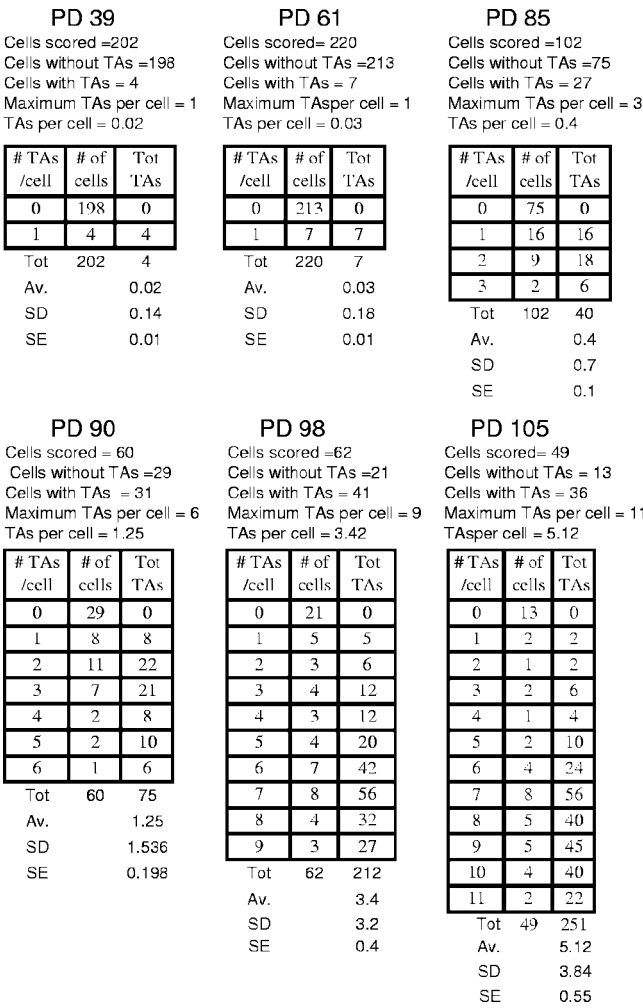 PD 39
Cells scored =202
Cells without TAs =198
Cells with TAs = 4
Maximum TAs per cell = 1
TAs per cell = 0.02
# TAs /cell # of cells Tot TAs
0 198 0
1 4 4
Tot 202 4
Av. 0.02
SD 0.14
SE 0.01
PD 61
Cells scored= 220
Cells without TAs =213
Cells with TAs = 7
Maximum TAsper cell = 1
TAs per cell = 0.03
# TAs /cell # of cells Tot TAs
0 213 0
1 7 7
Tot 220 7
Av. 0.03
SD 0.18
SE 0.01
PD 85
Cells scored =102
Cells without TAs =75
Cells with TAs = 27
Maximum TAs per cell = 3
TAs per cell = 0.4
# TAs /cell # of cells Tot TAs
0 75 0
1 16 16
2 9 18
3 2 6
Tot 102 40
Av. 0.4
SD 0.7
SE 0.1
PD 90
Cells scored = 60
Cells without TAs =29
Cells with TAs = 31
Maximum TAs per cell = 6
TAs per cell = 1.25
# TAs /cell # of cells Tot TAs
0 29 0
1 8 8
2 11 22
3 7 21
4 2 8
5 2 10
6 1 6
Tot 60 75
Av. 1.25
SD 1.536
SE 0.198
PD 98
Cells scored =62
Cells without TAs =21
Cells with TAs = 41
Maximum TAs per cell = 9
TAs per cell = 3.42
# TAs /cell # of cells Tot TAs
0 21 0
1 5 5
2 3 6
3 4 12
4 3 12
5 4 20
6 7 42
7 8 56
8 4 32
9 3 27
Tot 62 212
Av. 3.4
SD 3.2
SE 0.4
PD 105
Cells scored= 49
Cells without TAs = 13
Cells with TAs = 36
Maximum TAs per cell = 11
TAsper cell = 5.12
# TAs /cell # of cells Tot TAs
0 13 0
1 2 2
2 1 2
3 2 6
4 1 4
5 2 10
6 4 24
7 8 56
8 5 40
9 5 45
10 4 40
11 2 22
Tot 49 251
Av. 5.12
SD 3.84
SE 0.55